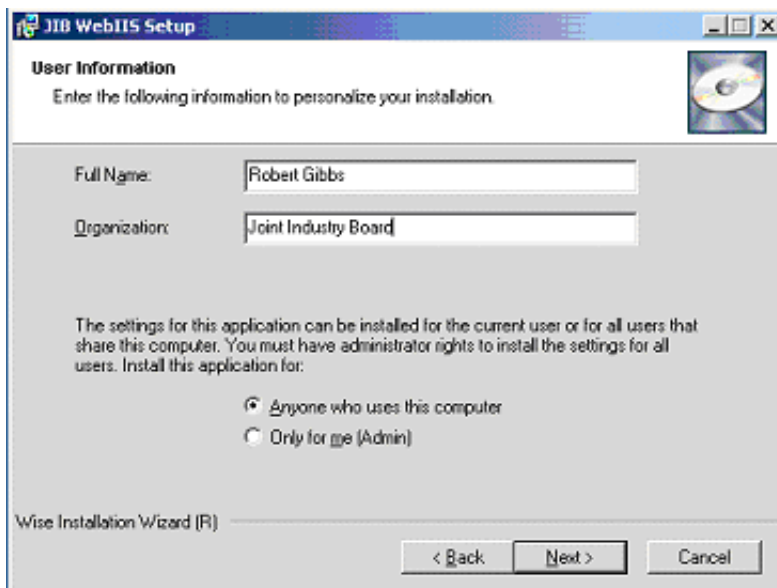 JIB WebIIS Setup
User Information
Enter the following information to personalize your installation.
Full Name:
Robert Gibbs
Organization:
Joint Industry Board
The settings for this application can be installed for the current user or for all users that
share this computer. You must have administrator rights to install the settings for all
users. Install this application for:
Anyone who uses this computer
Only for me (Admin)
Wise Installation Wizard (R)
< Back
Next >
Cancel